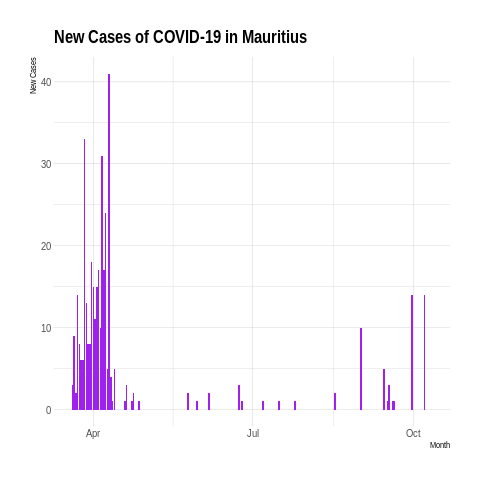 New Cases of COVID-19 in Mauritius
New Cases
40
30
20
10
0
Apr
Jul
Oct
Month